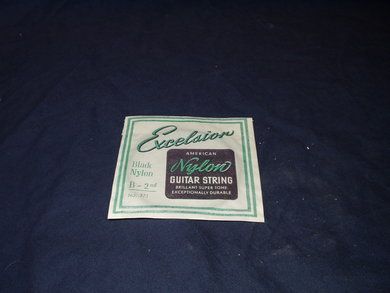 Excelsior
AMERICAN
Nylon
GUITAR STRING
BRILLIANT SUPER TONE
EXCEPTIONALLY DURABLE
Black
Nylon
B - 2nd